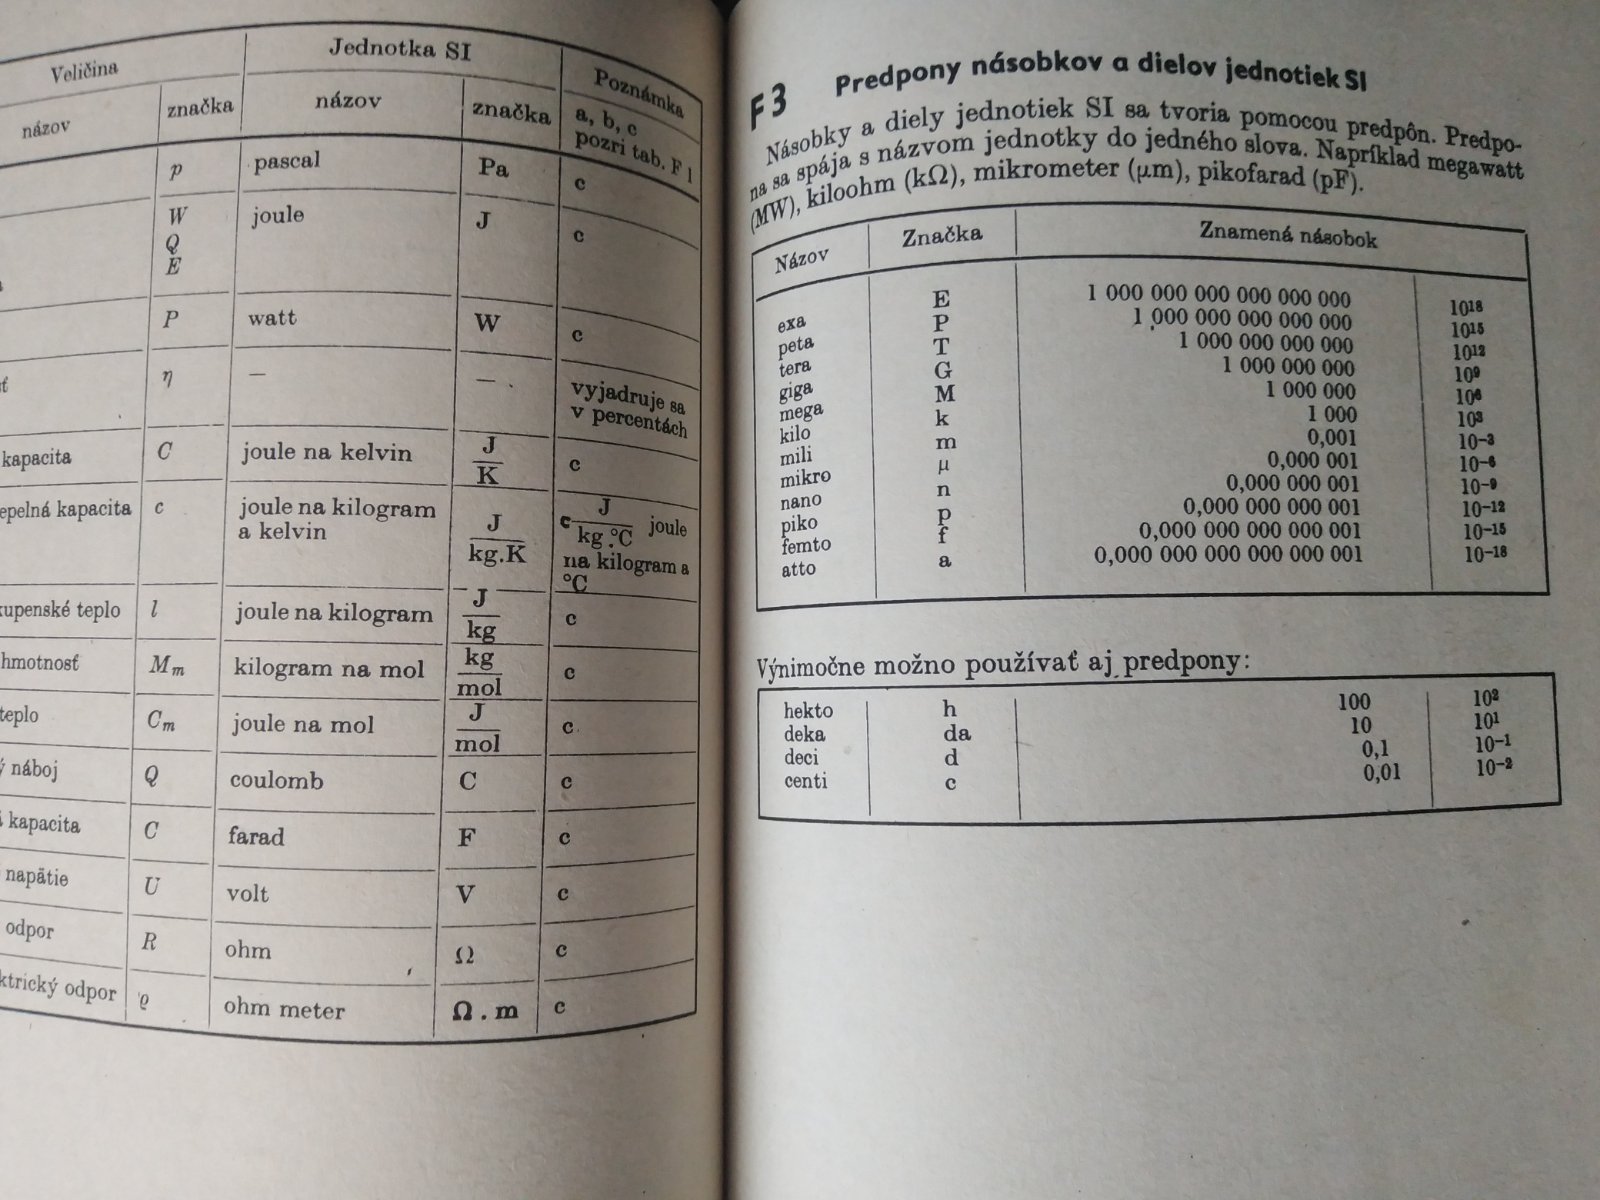 Veličina
Jednotka SI
Poznámka
názov
značka
názov
značka
a, b, c
pozri tab. F 1
p
pascal
Pa
c
W
joule
J
c
Q
E
P
watt
W
c
η
—
—
vyjadruje sa
v percentách
kapacita
C
joule na kelvin
J
K
c
epelná kapacita
c
joule na kilogram
a kelvin
J
kg.K
c J joule
kg.°C
na kilogram a
°C
kupenské teplo
l
joule na kilogram
J
kg
c
hmotnosť
Mm
kilogram na mol
kg
mol
c
teplo
Cm
joule na mol
J
mol
c
ý náboj
Q
coulomb
C
c
kapacita
C
farad
F
c
napätie
U
volt
V
c
odpor
R
ohm
Ω
c
ktrický odpor
ϱ
ohm meter
Ω . m
c
F 3 Predpony násobkov a dielov jednotiek SI
Násobky a diely jednotiek SI sa tvoria pomocou predpôn. Predpo-
na sa spája s názvom jednotky do jedného slova. Napríklad megawatt
(MW), kiloohm (kΩ), mikrometer (μm), pikofarad (pF).
Názov Značka Znamená násobok
exa E 1 000 000 000 000 000 000 10¹⁸
peta P 1 000 000 000 000 000 10¹⁵
tera T 1 000 000 000 000 10¹²
giga G 1 000 000 000 10⁹
mega M 1 000 000 10⁶
kilo k 1 000 10³
mili m 0,001 10⁻³
mikro μ 0,000 001 10⁻⁶
nano n 0,000 000 001 10⁻⁹
piko p 0,000 000 000 001 10⁻¹²
femto f 0,000 000 000 000 001 10⁻¹⁵
atto a 0,000 000 000 000 000 001 10⁻¹⁸
Výnimočne možno používať aj predpony:
hekto h 100 10²
deka da 10 10¹
deci d 0,1 10⁻¹
centi c 0,01 10⁻²